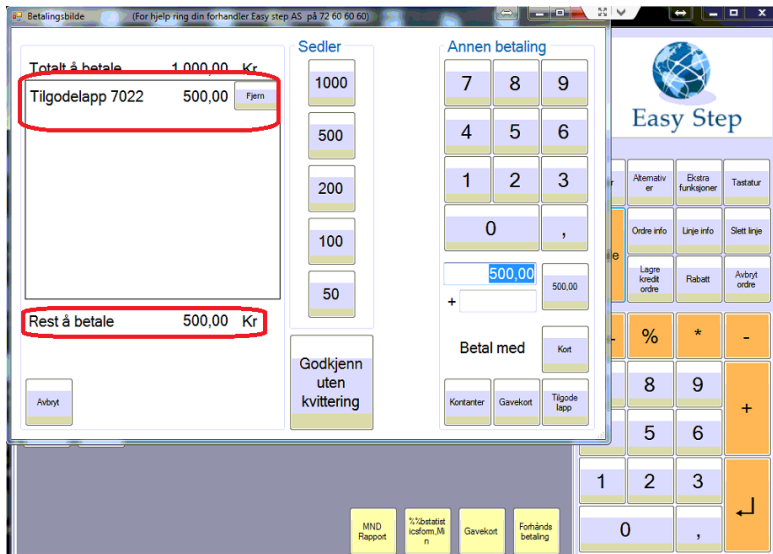 Betalingsbilde (For hjelp ring din forhandler Easy step AS på 72 60 60 60)
Totalt å betale 1 000,00 Kr
Tilgodelapp 7022 500,00 Fjern
Rest å betale 500,00 Kr
Avbryt
Sedler
1000
500
200
100
50
Godkjenn
uten
kvittering
Annen betaling
7 8 9
4 5 6
1 2 3
0 ,
500,00
+
500,00
Betal med Kort
Kontanter Gavekort Tilgode
lapp
Easy Step
Alternativ
er
Ekstra
funksjoner
Tastatur
Ordre info Linje info Slett linje
Lagre
kredit
ordre
Rabatt
Avbryt
ordre
% * -
8 9
+
5 6
1 2 3
0 ,
MND
Rapport
%%bstatist
icsform,Mi
n
Gavekort
Forhånds
betaling